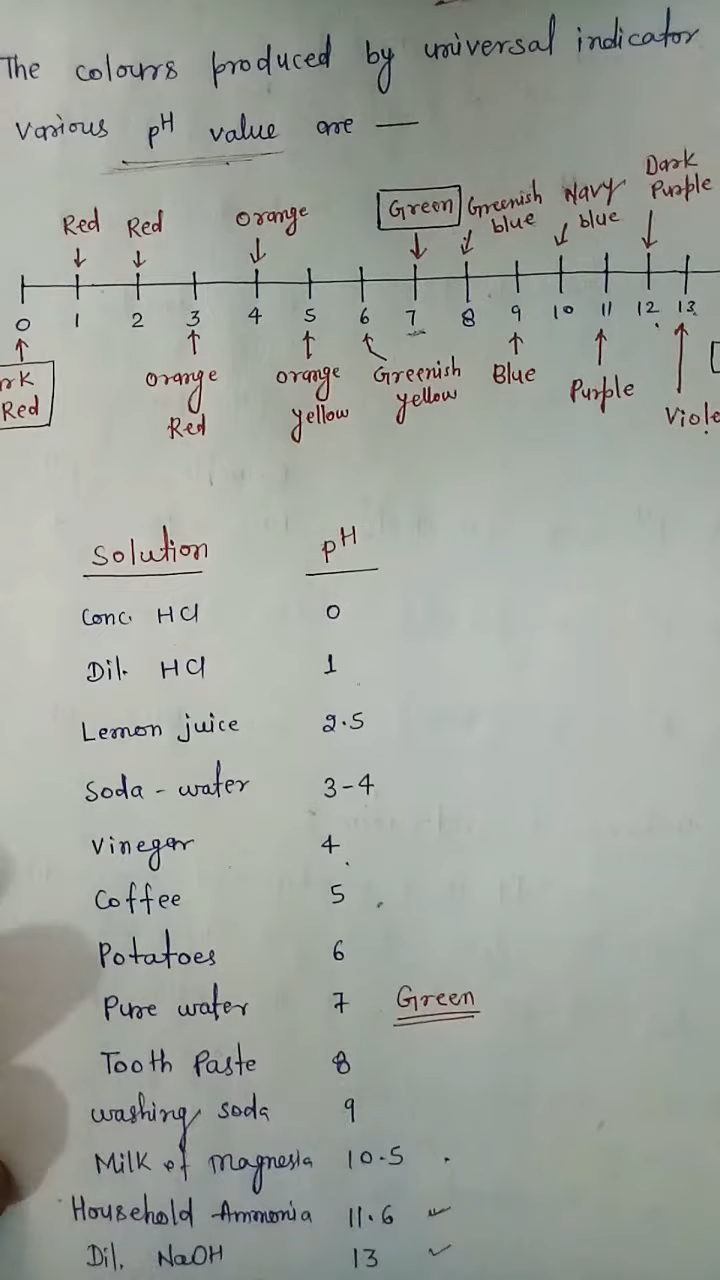 The colours produced by universal indicator
various pH value are —
Dark
Purple
Red Red Orange Green Greenish
blue Navy
blue
0 1 2 3 4 5 6 7 8 9 10 11 12 13
Red
Orange
Red
Orange
yellow
Greenish
yellow
Blue
Purple
Solution pH
Conc. HCl 0
Dil. HCl 1
Lemon juice 2.5
Soda - water 3-4
Vinegar 4
Coffee 5
Potatoes 6
Pure water 7 Green
Tooth Paste 8
washing soda 9
Milk of magnesia 10.5
Household Ammonia 11.6
Dil. NaOH 13